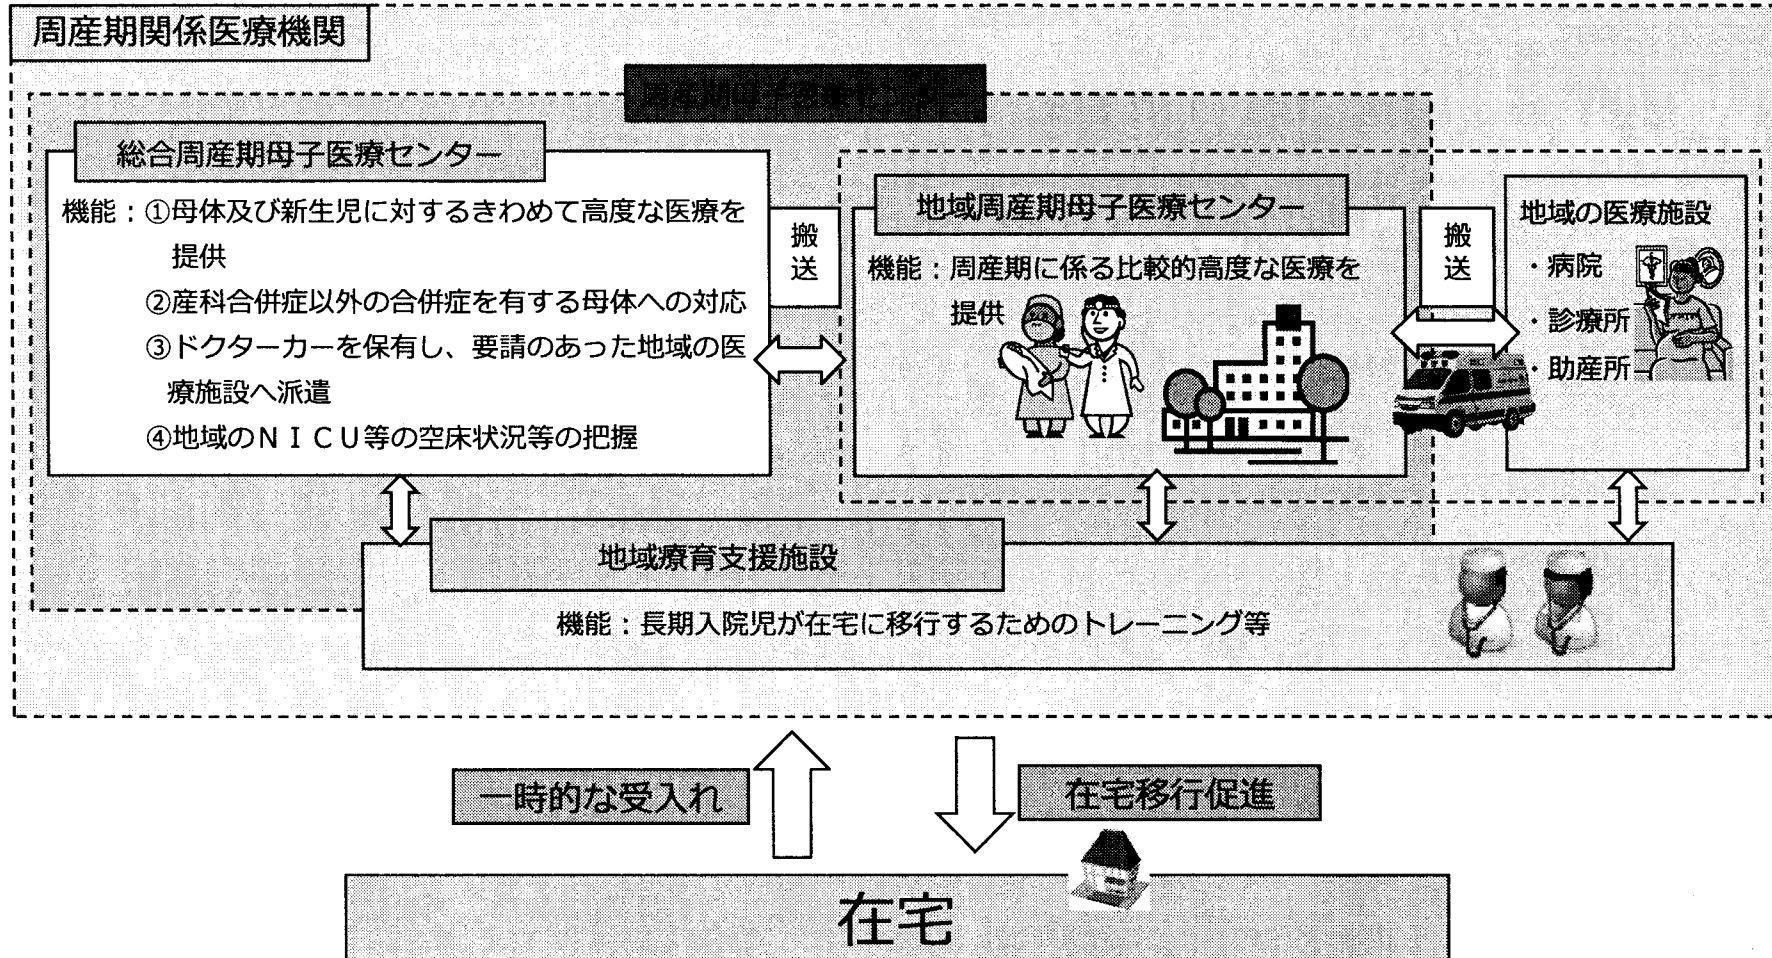 周産期関係医療機関
周産期母子医療センター
総合周産期母子医療センター
機能：①母体及び新生児に対するきわめて高度な医療を
提供
②産科合併症以外の合併症を有する母体への対応
③ドクターカーを保有し、要請のあった地域の医
療施設へ派遣
④地域のＮＩＣＵ等の空床状況等の把握
搬送
地域周産期母子医療センター
機能：周産期に係る比較的高度な医療を
提供
搬送
地域の医療施設
・病院
・診療所
・助産所
地域療育支援施設
機能：長期入院児が在宅に移行するためのトレーニング等
一時的な受入れ
在宅移行促進
在宅